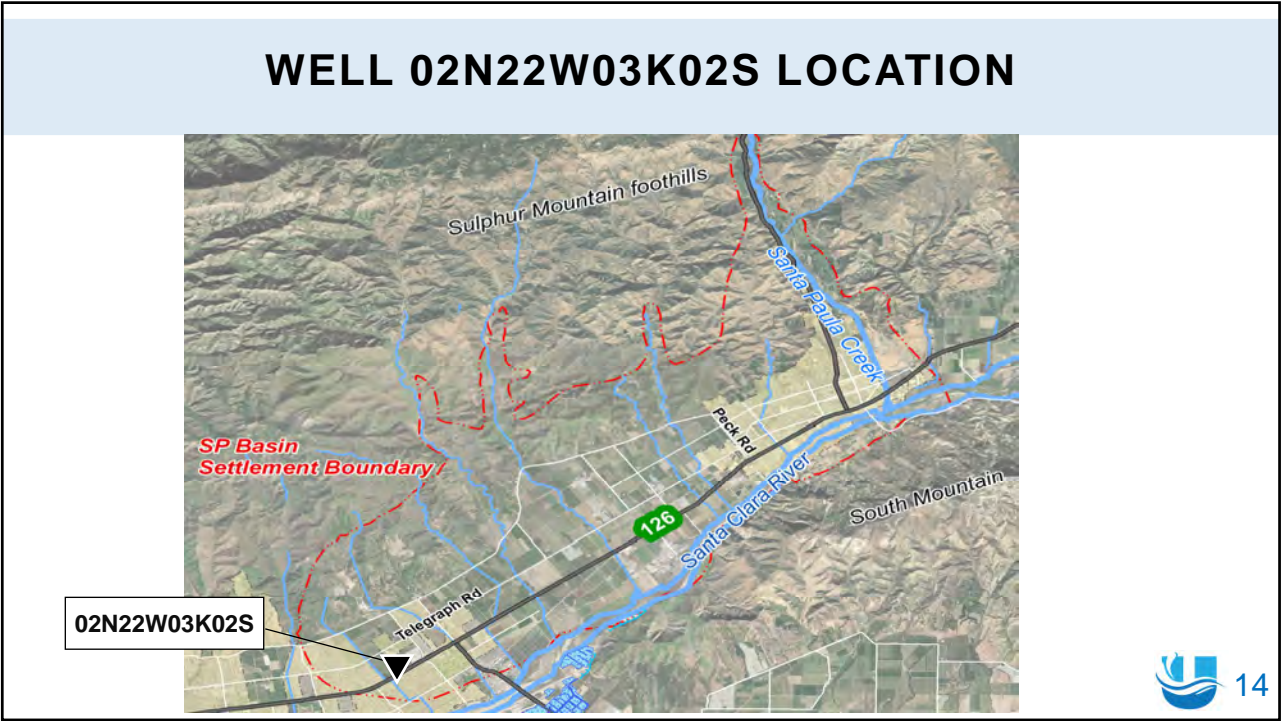 WELL 02N22W03K02S LOCATION
Sulphur Mountain foothills
Santa Paula Creek
Peck Rd
SP Basin
Settlement Boundary
South Mountain
126
Santa Clara River
Telegraph Rd
02N22W03K02S
14